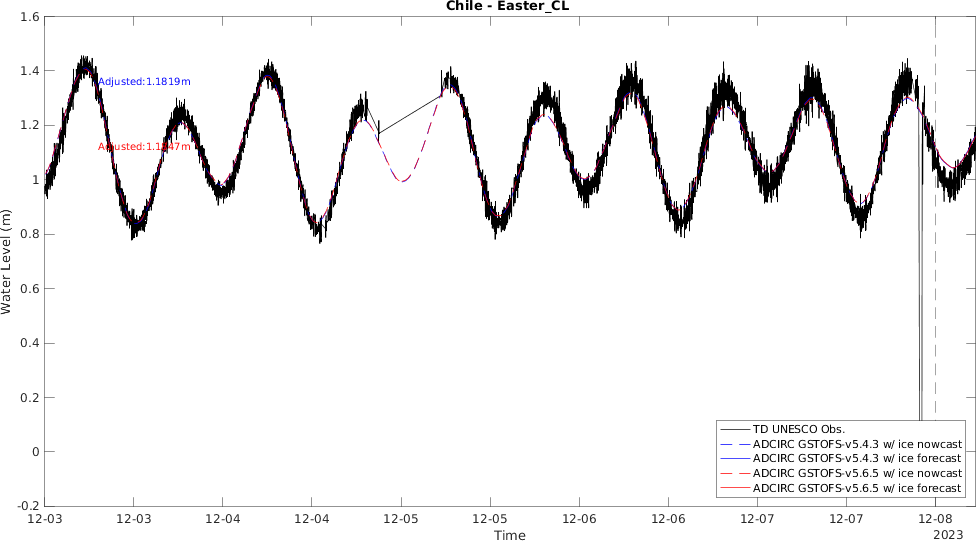 Chile - Easter_CL
1.6
1.4
1.2
1
0.8
0.6
0.4
0.2
0
-0.2
Water Level (m)
Adjusted:1.1819m
Adjusted:1.1847m
TD UNESCO Obs.
ADCIRC GSTOFS-v5.4.3 w/ ice nowcast
ADCIRC GSTOFS-v5.4.3 w/ ice forecast
ADCIRC GSTOFS-v5.6.5 w/ ice nowcast
ADCIRC GSTOFS-v5.6.5 w/ ice forecast
12-03 12-03 12-04 12-04 12-05 12-05 12-06 12-06 12-07 12-07 12-08
Time
2023